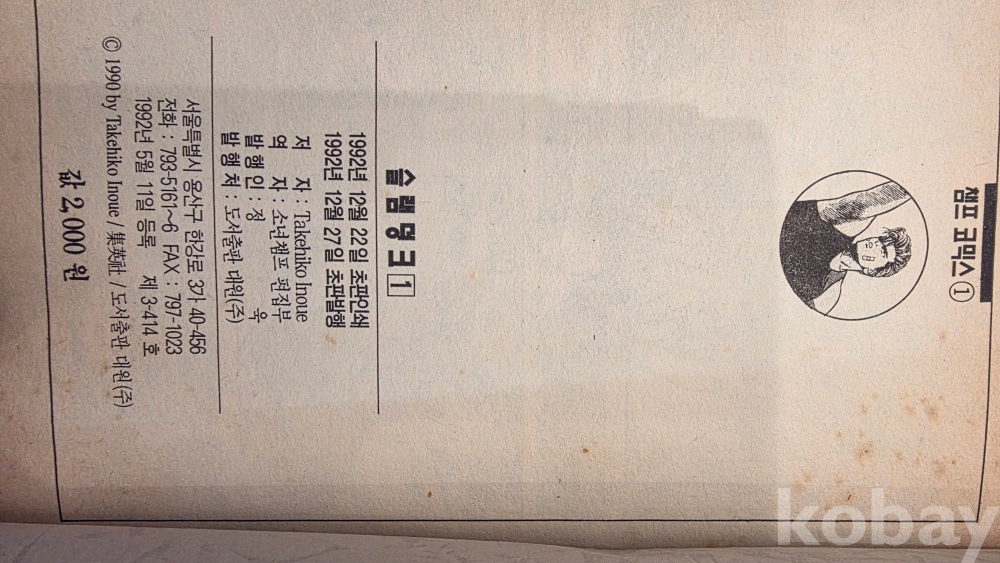 챔프 코믹스 ①
슬램덩크 1
1992년 12월 22일 초판인쇄
1992년 12월 27일 초판발행
저 자 : Takehiko Inoue
역 자 : 소년챔프 편집부
발행인 : 정 욱
발행처 : 도서출판 대원(주)
서울특별시 용산구 한강로 3가 40-456
전화 : 793-5161~6 FAX : 797-1023
1992년 5월 11일 등록 제 3-414 호
© 1990 by Takehiko Inoue / 集英社 / 도서출판 대원(주)
값 2,000 원
kobay